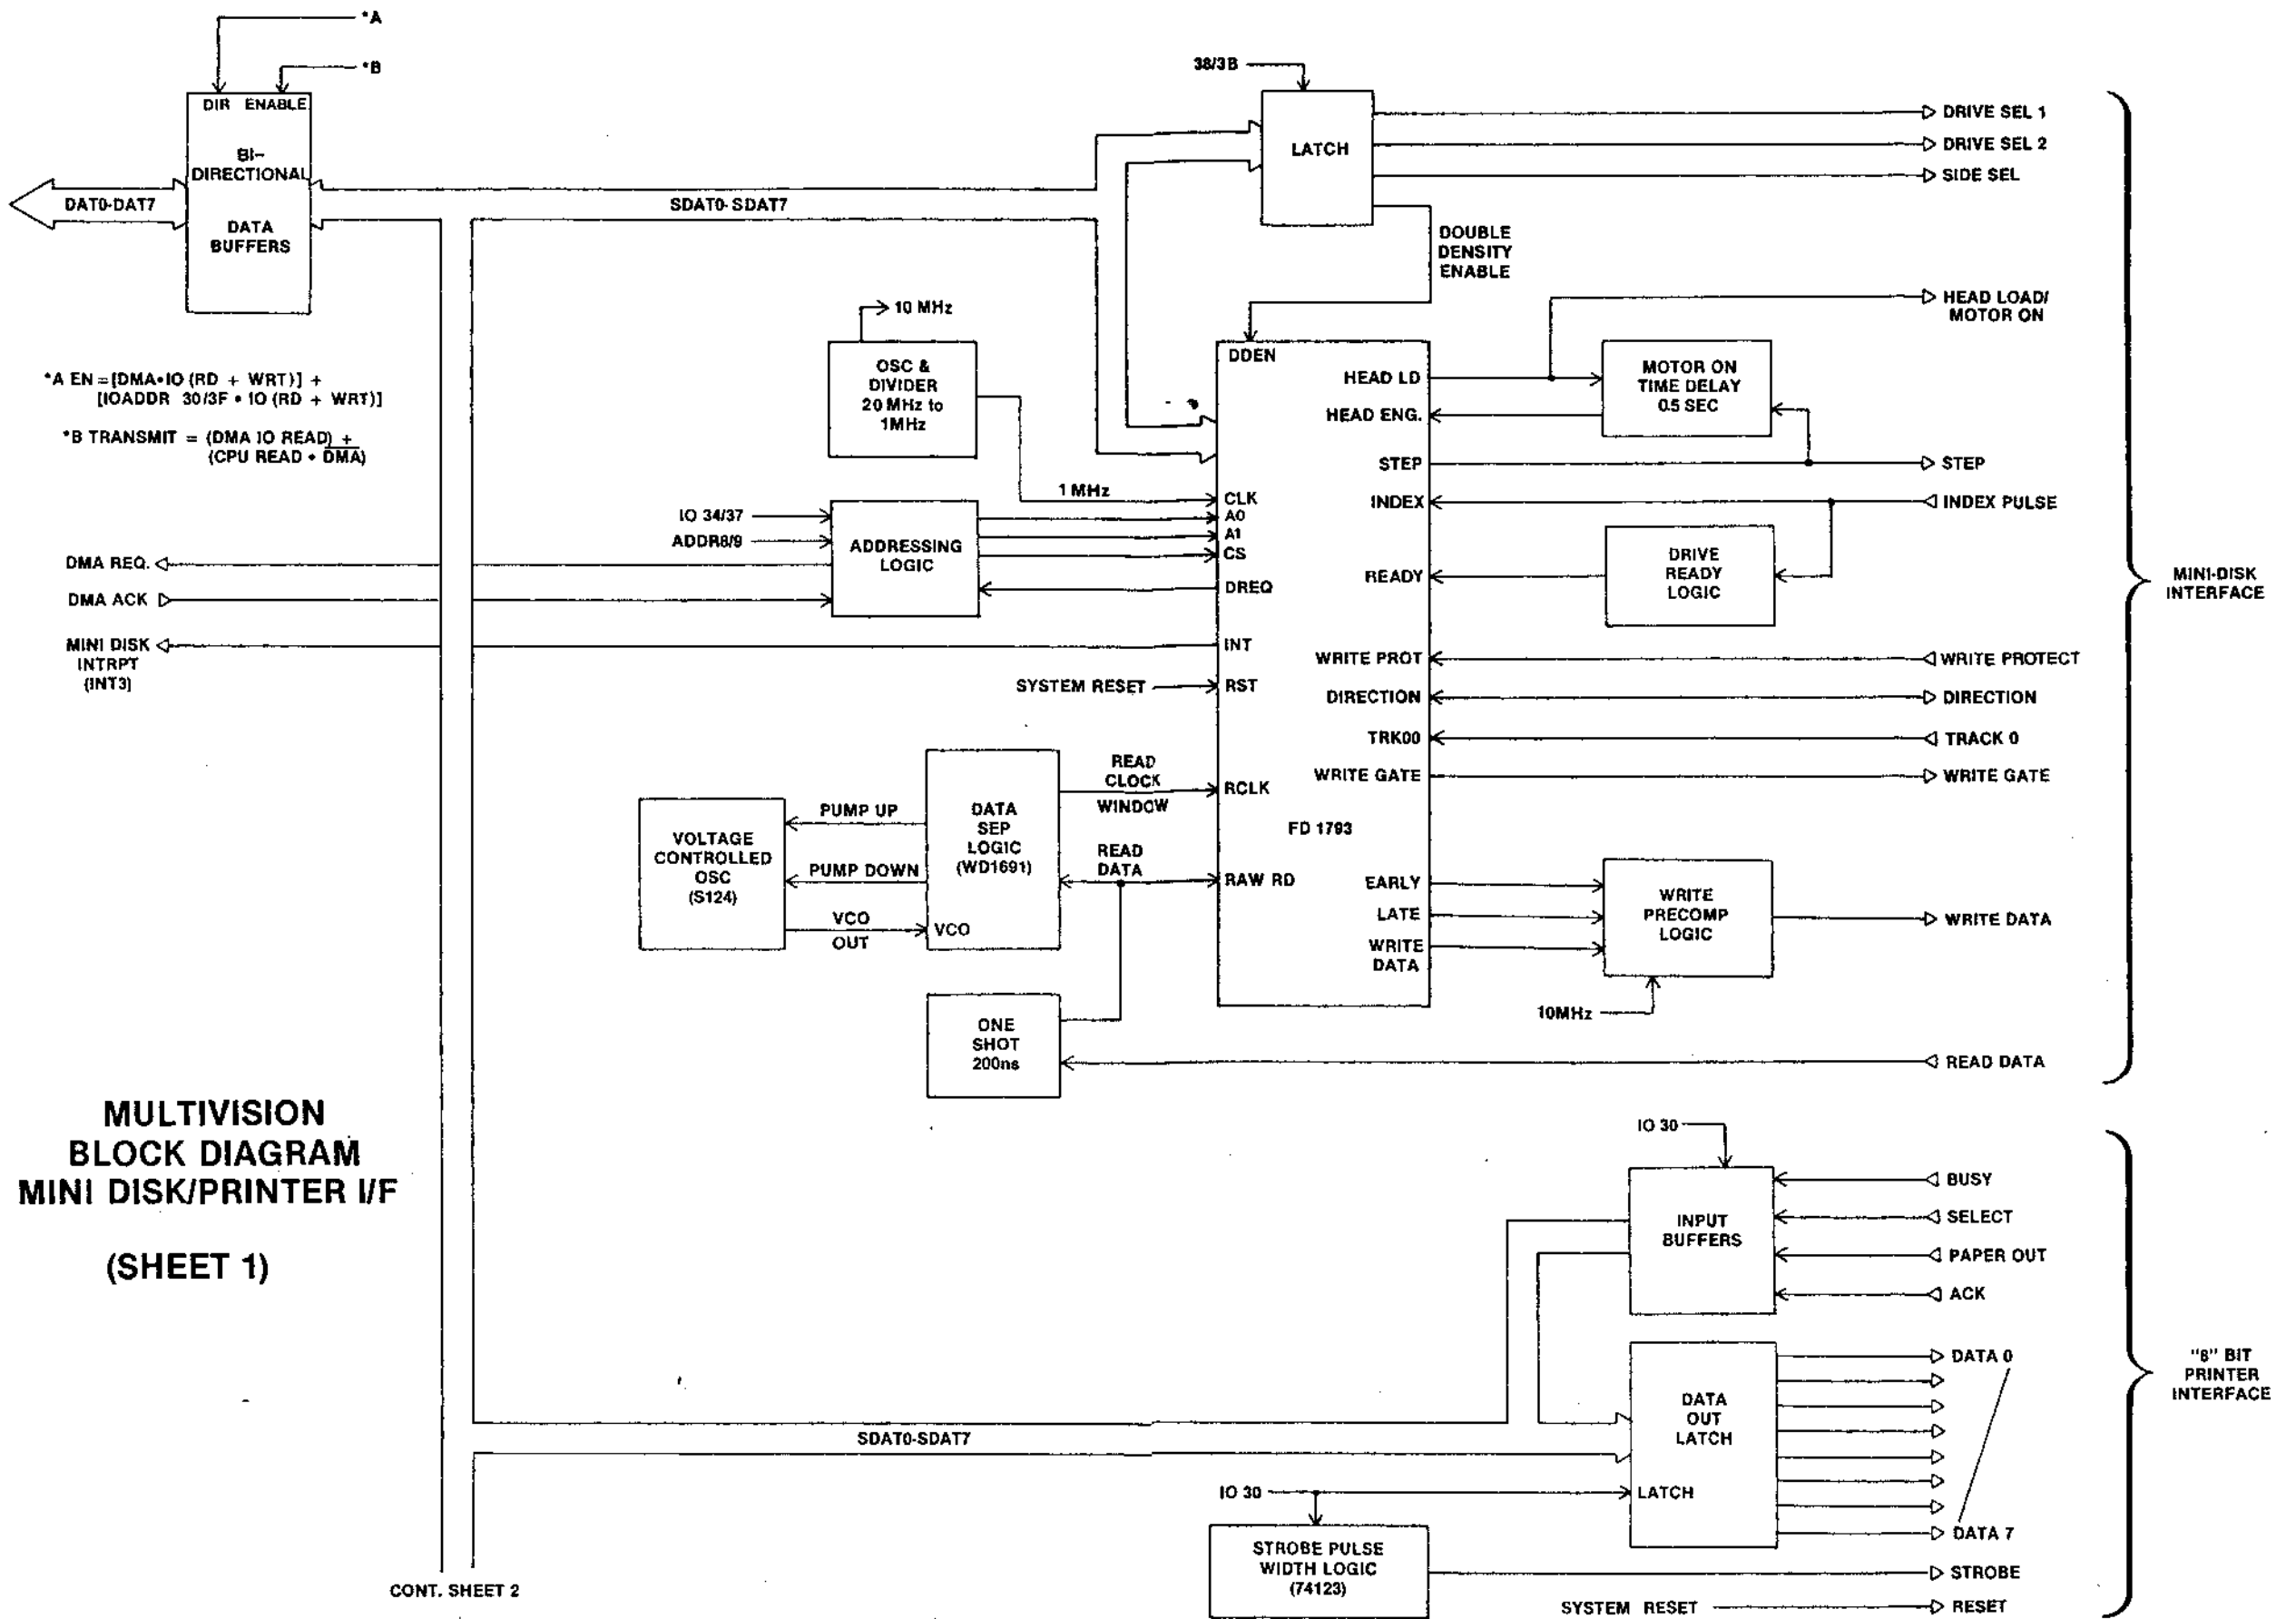 *A
*B
DIR ENABLE
BI-
DIRECTIONAL
DATA
BUFFERS
DAT0-DAT7
SDAT0-SDAT7
*A EN =[DMA•IO (RD + WRT)] +
[IOADDR 30/3F • IO (RD + WRT)]
*B TRANSMIT = (DMA IO READ) +
(CPU READ • D̅M̅A̅)
38/3B
LATCH
DRIVE SEL 1
DRIVE SEL 2
SIDE SEL
DOUBLE
DENSITY
ENABLE
10 MHz
OSC &
DIVIDER
20 MHz to
1MHz
1 MHz
IO 34/37
ADDR8/9
ADDRESSING
LOGIC
DMA REQ.
DMA ACK
MINI DISK
INTRPT
(INT3)
SYSTEM RESET
DDEN
CLK
A0
A1
CS
DREQ
INT
RST
RCLK
RAW RD
FD 1793
HEAD LD
HEAD ENG.
STEP
INDEX
READY
WRITE PROT
DIRECTION
TRK00
WRITE GATE
EARLY
LATE
WRITE
DATA
MOTOR ON
TIME DELAY
0.5 SEC
DRIVE
READY
LOGIC
WRITE
PRECOMP
LOGIC
10MHz
HEAD LOAD/
MOTOR ON
STEP
INDEX PULSE
WRITE PROTECT
DIRECTION
TRACK 0
WRITE GATE
WRITE DATA
READ DATA
MINI-DISK
INTERFACE
VOLTAGE
CONTROLLED
OSC
(S124)
PUMP UP
PUMP DOWN
VCO
OUT
DATA
SEP
LOGIC
(WD1691)
VCO
READ
CLOCK
WINDOW
READ
DATA
ONE
SHOT
200ns
MULTIVISION
BLOCK DIAGRAM
MINI DISK/PRINTER I/F
(SHEET 1)
IO 30
INPUT
BUFFERS
BUSY
SELECT
PAPER OUT
ACK
DATA
OUT
LATCH
LATCH
DATA 0
DATA 7
"8" BIT
PRINTER
INTERFACE
SDAT0-SDAT7
IO 30
STROBE PULSE
WIDTH LOGIC
(74123)
STROBE
SYSTEM RESET
RESET
CONT. SHEET 2